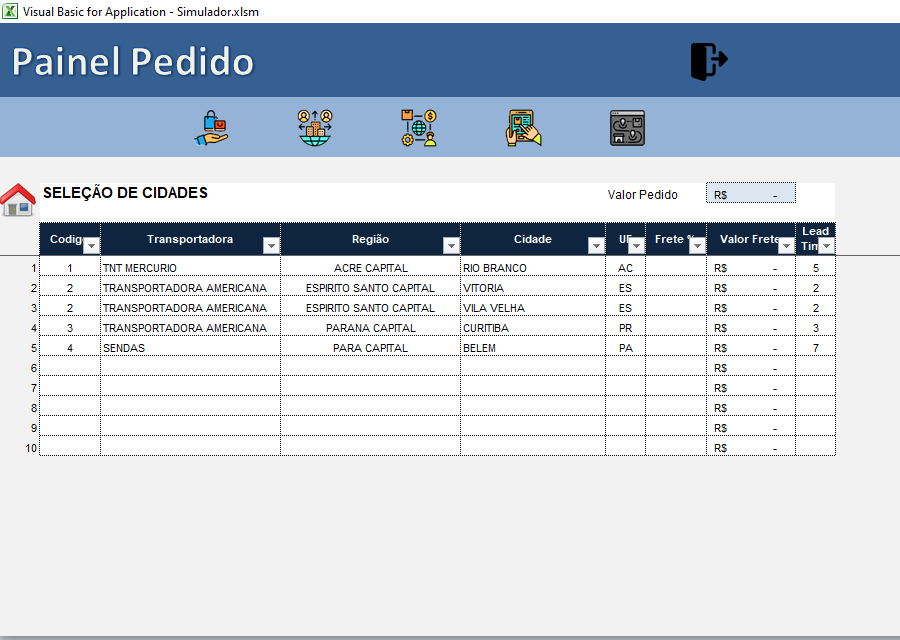 Visual Basic for Application - Simulador.xlsm
Painel Pedido
SELEÇÃO DE CIDADES Valor Pedido R$ -
Codig Transportadora Região Cidade UF Frete % Valor Frete Lead
Tim
1 1 TNT MERCURIO ACRE CAPITAL RIO BRANCO AC R$ - 5
2 2 TRANSPORTADORA AMERICANA ESPIRITO SANTO CAPITAL VITORIA ES R$ - 2
3 2 TRANSPORTADORA AMERICANA ESPIRITO SANTO CAPITAL VILA VELHA ES R$ - 2
4 3 TRANSPORTADORA AMERICANA PARANA CAPITAL CURITIBA PR R$ - 3
5 4 SENDAS PARA CAPITAL BELEM PA R$ - 7
6 R$ -
7 R$ -
8 R$ -
9 R$ -
10 R$ -